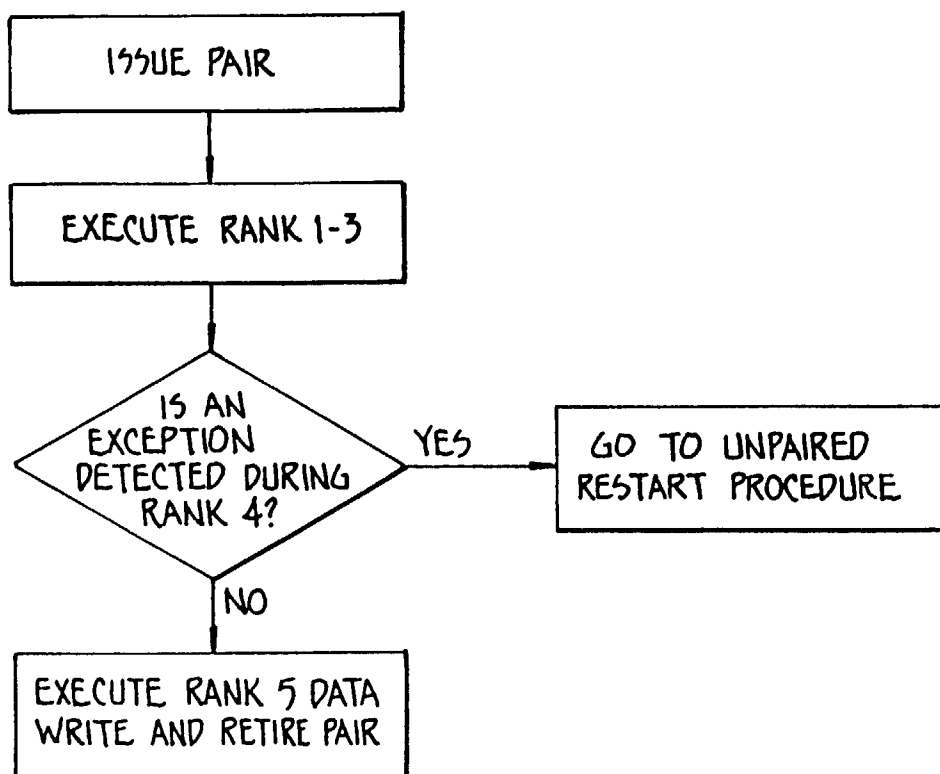 ISSUE PAIR
EXECUTE RANK 1-3
IS AN
EXCEPTION
DETECTED DURING
RANK 4?
YES
GO TO UNPAIRED
RESTART PROCEDURE
NO
EXECUTE RANK 5 DATA
WRITE AND RETIRE PAIR